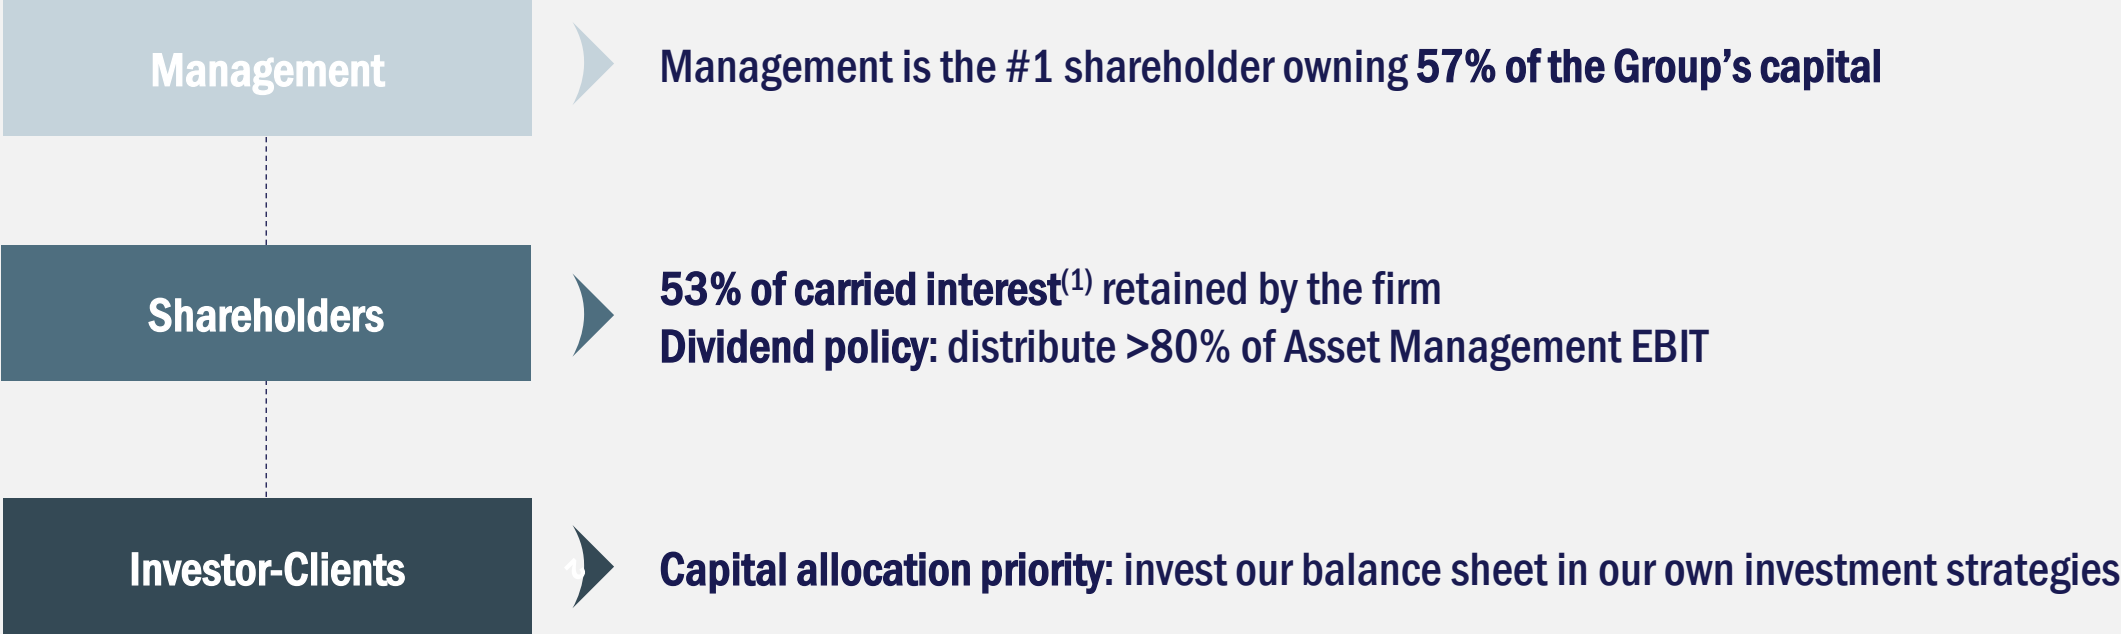 Management
Management is the #1 shareholder owning 57% of the Group’s capital
Shareholders
53% of carried interest(1) retained by the firm
Dividend policy: distribute >80% of Asset Management EBIT
Investor-Clients
Capital allocation priority: invest our balance sheet in our own investment strategies